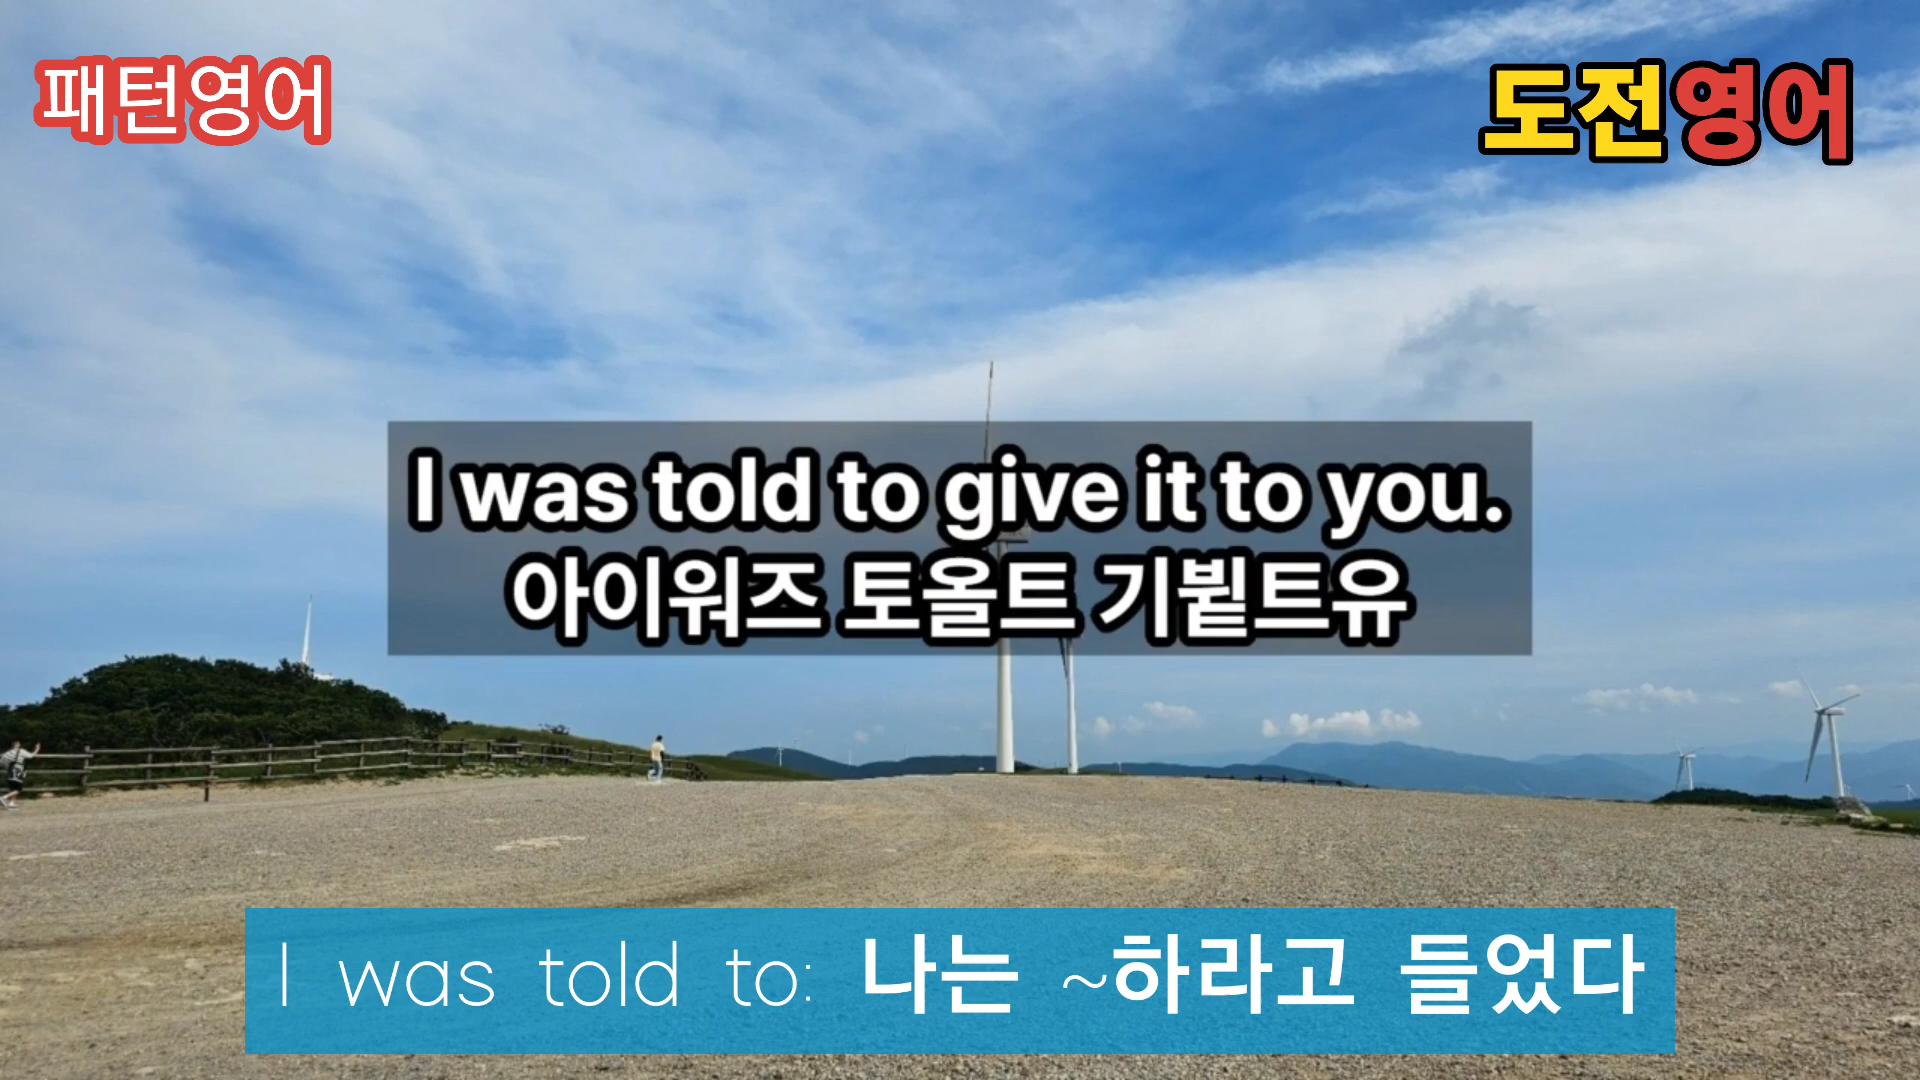 패턴영어
도전영어
I was told to give it to you.
아이워즈 토올트 기뷑트유
I was told to: 나는 ~하라고 들었다